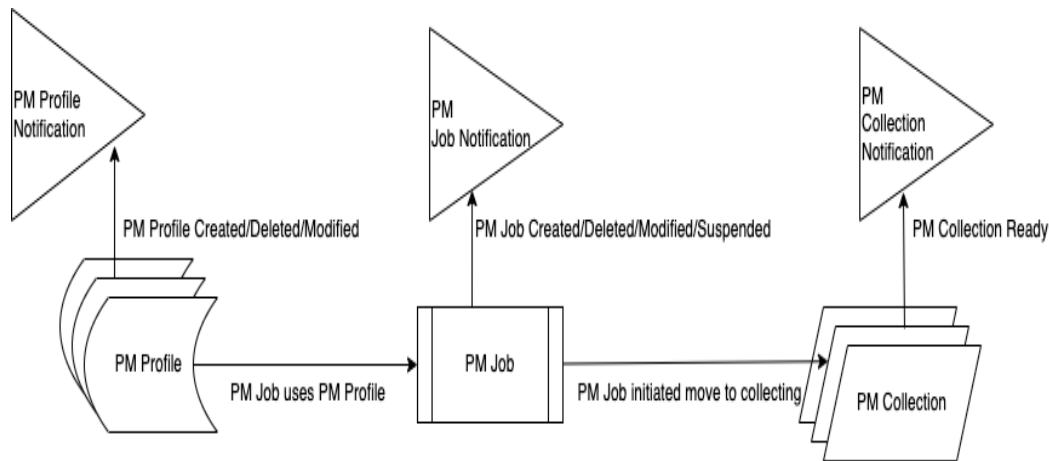 PM Profile
Notification
PM
Job Notification
PM
Collection
Notification
PM Profile Created/Deleted/Modified
PM Job Created/Deleted/Modified/Suspended
PM Collection Ready
PM Profile
PM Job uses PM Profile
PM Job
PM Job initiated move to collecting
PM Collection